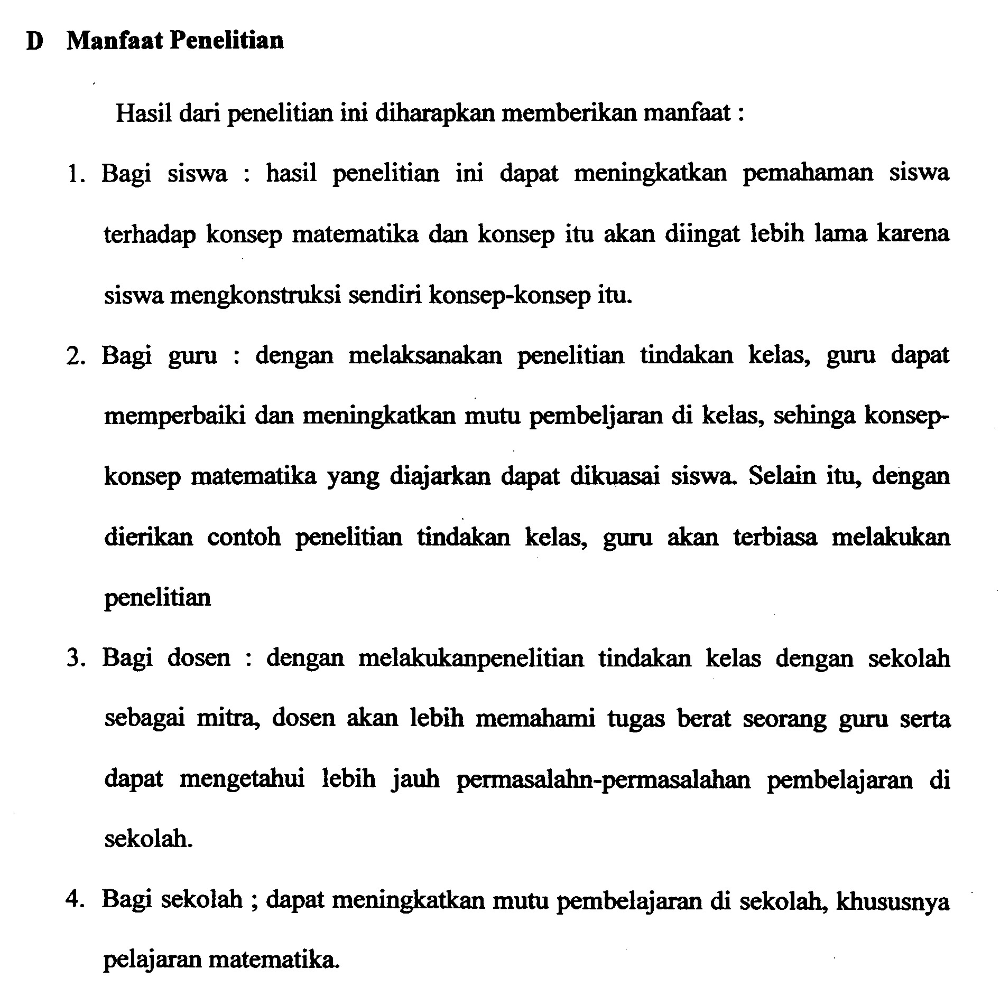 D Manfaat Penelitian
Hasil dari penelitian ini diharapkan memberikan manfaat :
1. Bagi siswa : hasil penelitian ini dapat meningkatkan pemahaman siswa
terhadap konsep matematika dan konsep itu akan diingat lebih lama karena
siswa mengkonstruksi sendiri konsep-konsep itu.
2. Bagi guru : dengan melaksanakan penelitian tindakan kelas, guru dapat
memperbaiki dan meningkatkan mutu pembeljaran di kelas, sehinga konsep-
konsep matematika yang diajarkan dapat dikuasai siswa. Selain itu, dengan
dierikan contoh penelitian tindakan kelas, guru akan terbiasa melakukan
penelitian
3. Bagi dosen : dengan melakukanpenelitian tindakan kelas dengan sekolah
sebagai mitra, dosen akan lebih memahami tugas berat seorang guru serta
dapat mengetahui lebih jauh permasalahn-permasalahan pembelajaran di
sekolah.
4. Bagi sekolah ; dapat meningkatkan mutu pembelajaran di sekolah, khususnya
pelajaran matematika.